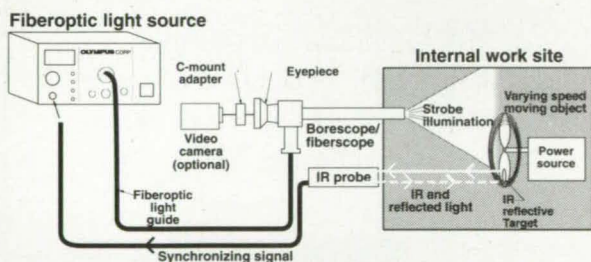 Fiberoptic light source
OLYMPUS CORP
C-mount
adapter
Eyepiece
Video
camera
(optional)
Borescope/
fiberscope
Fiberoptic
light
guide
IR probe
Synchronizing signal
Internal work site
Strobe
illumination
Varying speed
moving object
Power
source
IR and
reflected light
IR
reflective
Target